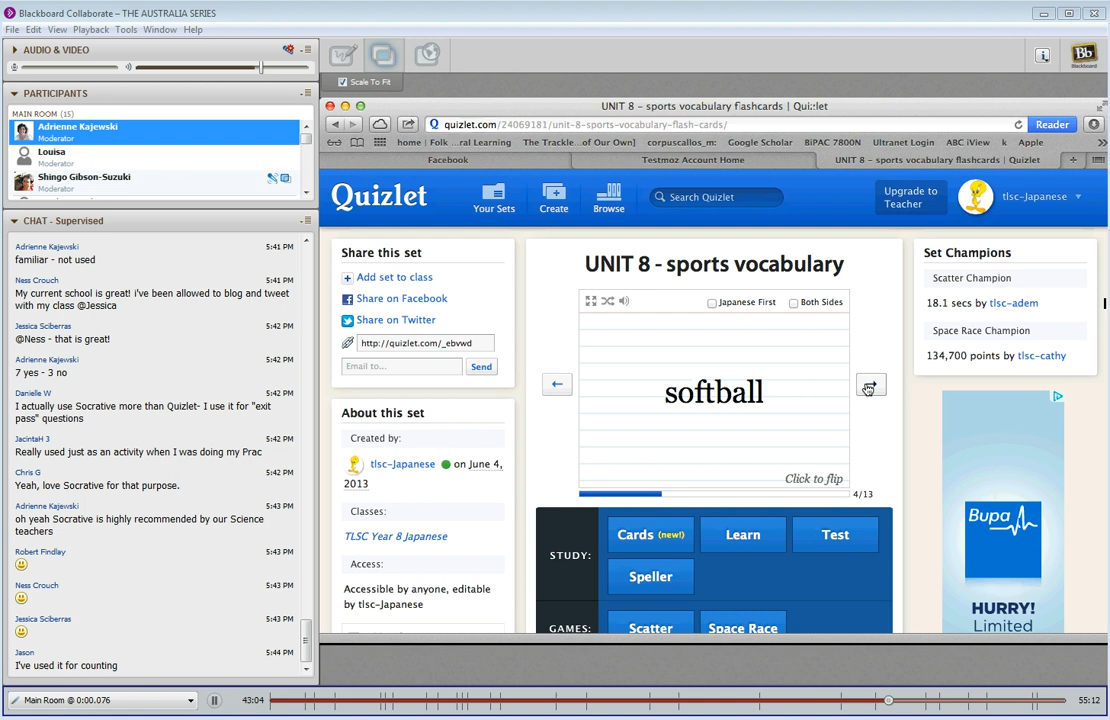 Blackboard Collaborate – THE AUSTRALIA SERIES
File Edit View Playback Tools Window Help
AUDIO & VIDEO
PARTICIPANTS
MAIN ROOM (15)
Adrienne Kajewski
Moderator
Louisa
Moderator
Shingo Gibson-Suzuki
Moderator
CHAT - Supervised
Adrienne Kajewski 5:41 PM
familiar - not used
Ness Crouch 5:41 PM
My current school is great! i've been allowed to blog and tweet
with my class @Jessica
Jessica Sciberras 5:42 PM
@Ness - that is great!
Adrienne Kajewski 5:42 PM
7 yes - 3 no
Danielle W 5:42 PM
I actually use Socrative more than Quizlet- I use it for "exit
pass" questions
JacintaH 3 5:42 PM
Really used just as an activity when I was doing my Prac
Chris G 5:42 PM
Yeah, love Socrative for that purpose.
Adrienne Kajewski 5:43 PM
oh yeah Socrative is highly recommended by our Science
teachers
Robert Findlay 5:43 PM
Ness Crouch 5:43 PM
Jessica Sciberras 5:43 PM
Jason 5:44 PM
I've used it for counting
Main Room @ 0:00.076
43:04
55:12
Scale To Fit
Bb
Blackboard
UNIT 8 - sports vocabulary flashcards | Quizlet
quizlet.com/24069181/unit-8-sports-vocabulary-flash-cards/
Reader
home | Folk ...ral Learning The Trackle...of Our Own] corpuscallos_m: Google Scholar BiPAC 7800N Ultranet Login ABC iView k Apple
Facebook
Testmoz Account Home
UNIT 8 - sports vocabulary flashcards | Quizlet
Quizlet
Your Sets
Create
Browse
Search Quizlet
Upgrade to
Teacher
tlsc-Japanese
Share this set
Add set to class
Share on Facebook
Share on Twitter
http://quizlet.com/_ebvwd
Email to... Send
About this set
Created by:
tlsc-Japanese on June 4,
2013
Classes:
TLSC Year 8 Japanese
Access:
Accessible by anyone, editable
by tlsc-Japanese
UNIT 8 - sports vocabulary
Japanese First Both Sides
softball
Click to flip
4/13
STUDY:
Cards (new!)
Learn
Test
Speller
GAMES:
Scatter
Space Race
Set Champions
Scatter Champion
18.1 secs by tlsc-adem
Space Race Champion
134,700 points by tlsc-cathy
Bupa
HURRY!
Limited